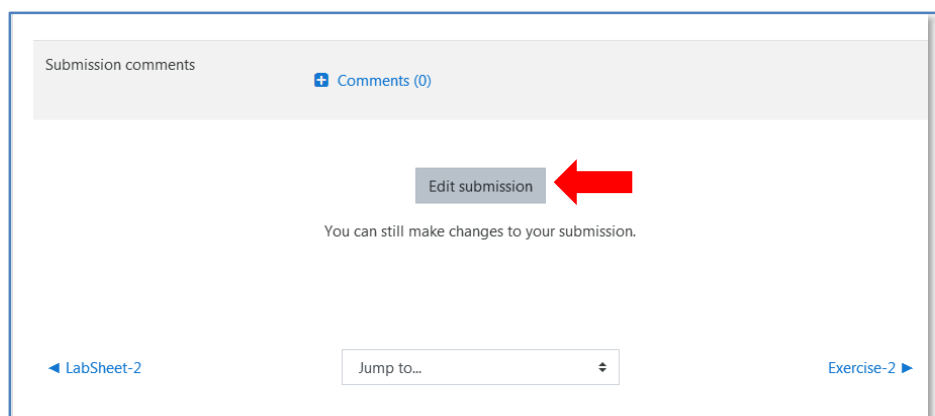 Submission comments
Comments (0)
Edit submission
You can still make changes to your submission.
◄ LabSheet-2
Jump to...
Exercise-2 ►